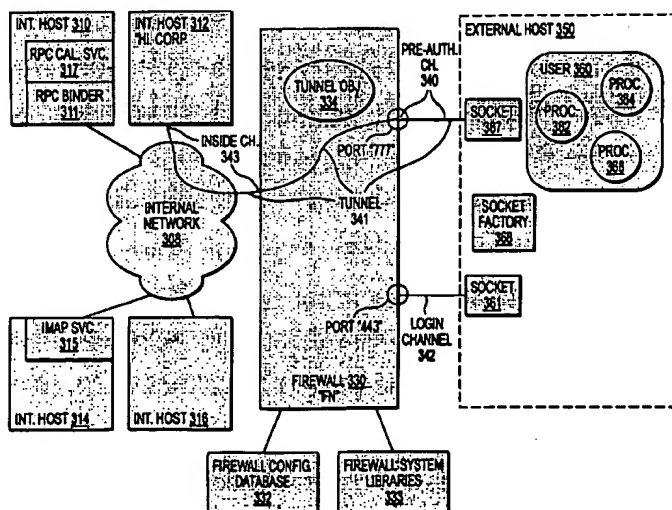 INT. HOST 310
RPC CAL. SVC.
317
RPC BINDER
311
INT. HOST 312
"HI. CORP.
INSIDE CH.
343
INTERNAL
NETWORK
308
IMAP SVC.
315
INT. HOST 314
INT. HOST 316
TUNNEL OBJ
334
PORT "777"
TUNNEL
341
PORT "443"
FIREWALL 330
"FN"
FIREWALL CONFIG
DATABASE
332
FIREWALL SYSTEM
LIBRARIES
333
PRE-AUTH.
CH.
340
LOGIN
CHANNEL
342
EXTERNAL HOST 350
USER 360
PROC.
362
PROC.
364
PROC.
366
SOCKET
367
SOCKET
FACTORY
368
SOCKET
361